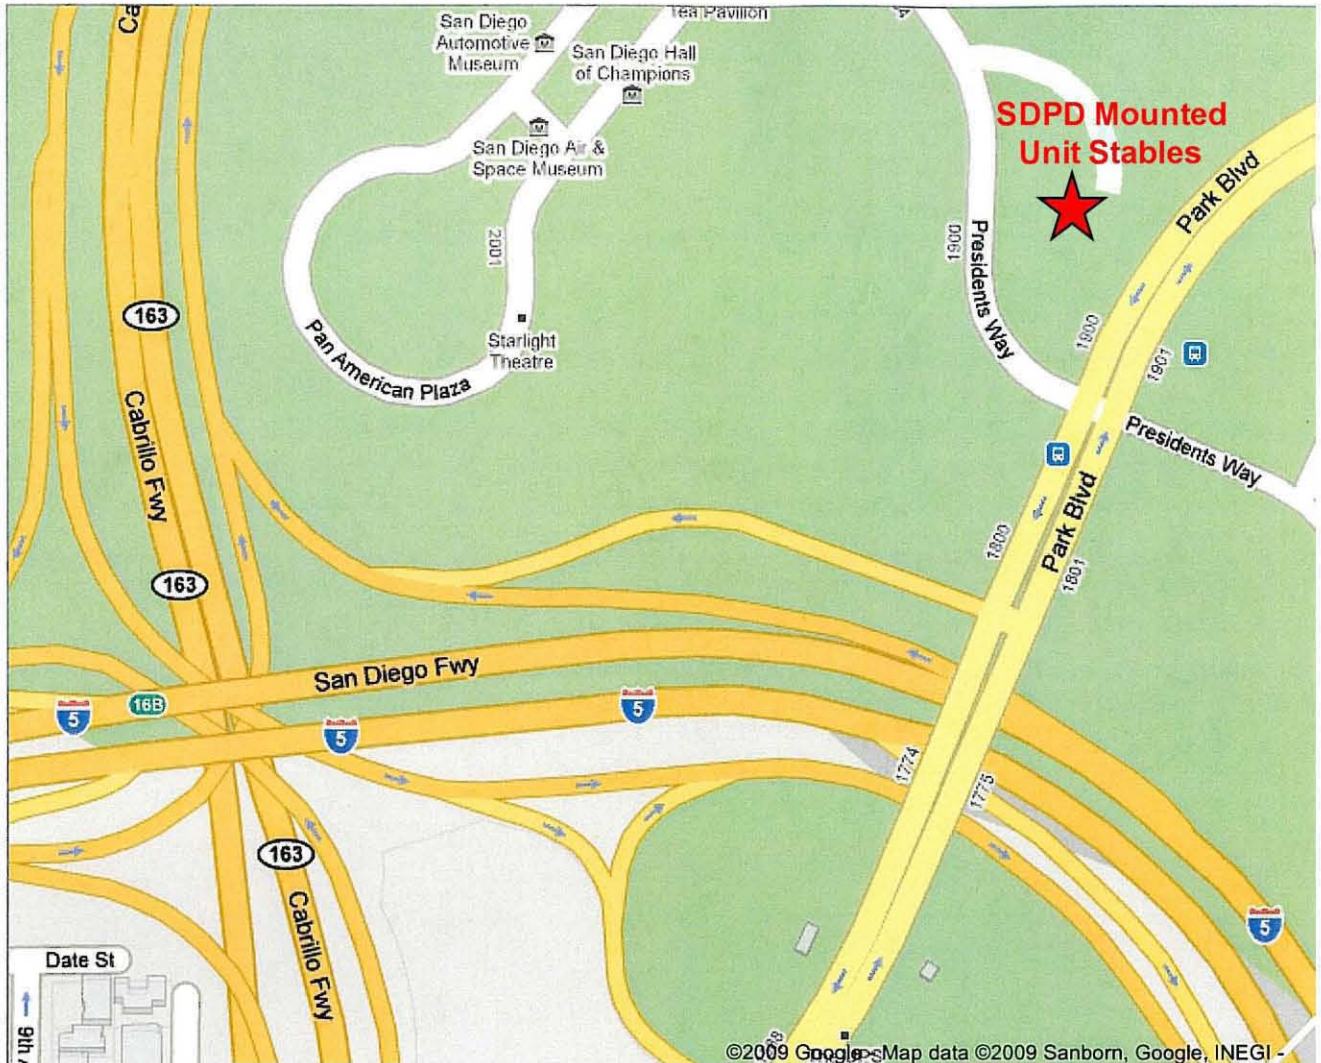 Ca
San Diego
Automotive
Museum
Tea Pavilion
San Diego Hall
of Champions
San Diego Air &
Space Museum
SDPD Mounted
Unit Stables
Park Blvd
2001
1900
Presidents Way
163
Pan American Plaza
Starlight
Theatre
1900
1901
Cabrillo Fwy
Presidents Way
Park Blvd
1800
1801
163
San Diego Fwy
5
16B
5
5
1774
1775
163
Cabrillo Fwy
5
Date St
9th
©2009 Google - Map data ©2009 Sanborn, Google, INEGI -